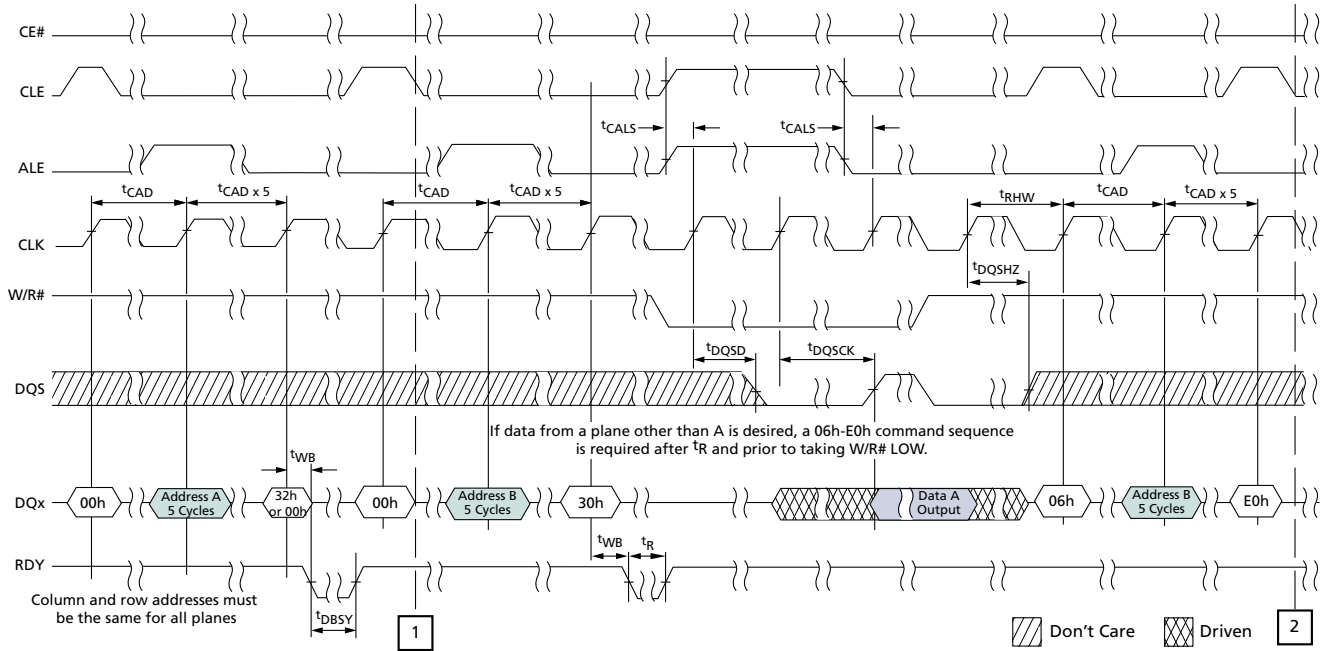 CE#
CLE
tCALS
tCALS
ALE
tCAD
tCAD x 5
tCAD
tCAD x 5
tRHW
tCAD
tCAD x 5
CLK
tDQSHZ
W/R#
tDQSD
tDQSCK
DQS
If data from a plane other than A is desired, a 06h-E0h command sequence
is required after tR and prior to taking W/R# LOW.
tWB
DQx
00h
Address A
5 Cycles
32h
or 00h
00h
Address B
5 Cycles
30h
Data A
Output
06h
Address B
5 Cycles
E0h
tWB
tR
RDY
Column and row addresses must
be the same for all planes
tDBSY
1
Don't Care
Driven
2